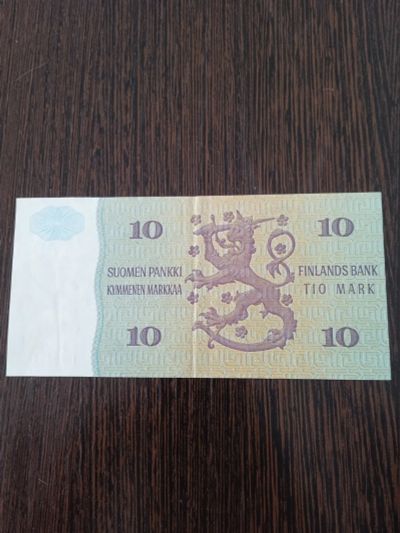 10 10
SUOMEN PANKKI FINLANDS BANK
KYMMENEN MARKKAA TIO MARK
10 10